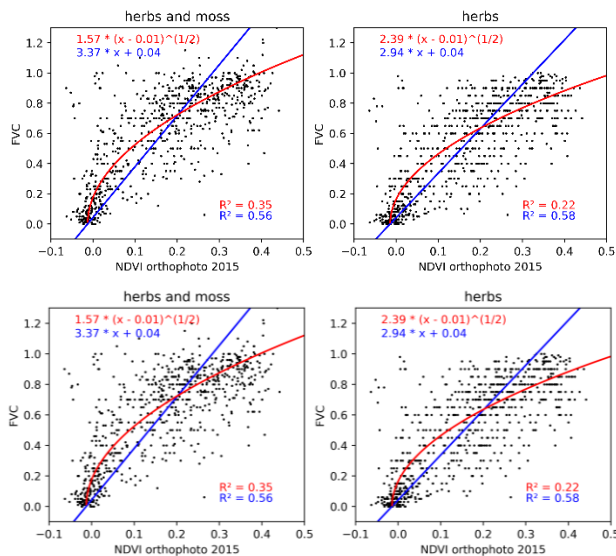 herbs and moss
1.57 * (x - 0.01)^(1/2)
3.37 * x + 0.04
FVC
1.2
1.0
0.8
0.6
0.4
0.2
0.0
R² = 0.35
R² = 0.56
−0.1 0.0 0.1 0.2 0.3 0.4 0.5
NDVI orthophoto 2015
herbs
2.39 * (x - 0.01)^(1/2)
2.94 * x + 0.04
FVC
1.2
1.0
0.8
0.6
0.4
0.2
0.0
R² = 0.22
R² = 0.58
−0.1 0.0 0.1 0.2 0.3 0.4 0.5
NDVI orthophoto 2015
herbs and moss
1.57 * (x - 0.01)^(1/2)
3.37 * x + 0.04
FVC
1.2
1.0
0.8
0.6
0.4
0.2
0.0
R² = 0.35
R² = 0.56
−0.1 0.0 0.1 0.2 0.3 0.4 0.5
NDVI orthophoto 2015
herbs
2.39 * (x - 0.01)^(1/2)
2.94 * x + 0.04
FVC
1.2
1.0
0.8
0.6
0.4
0.2
0.0
R² = 0.22
R² = 0.58
−0.1 0.0 0.1 0.2 0.3 0.4 0.5
NDVI orthophoto 2015